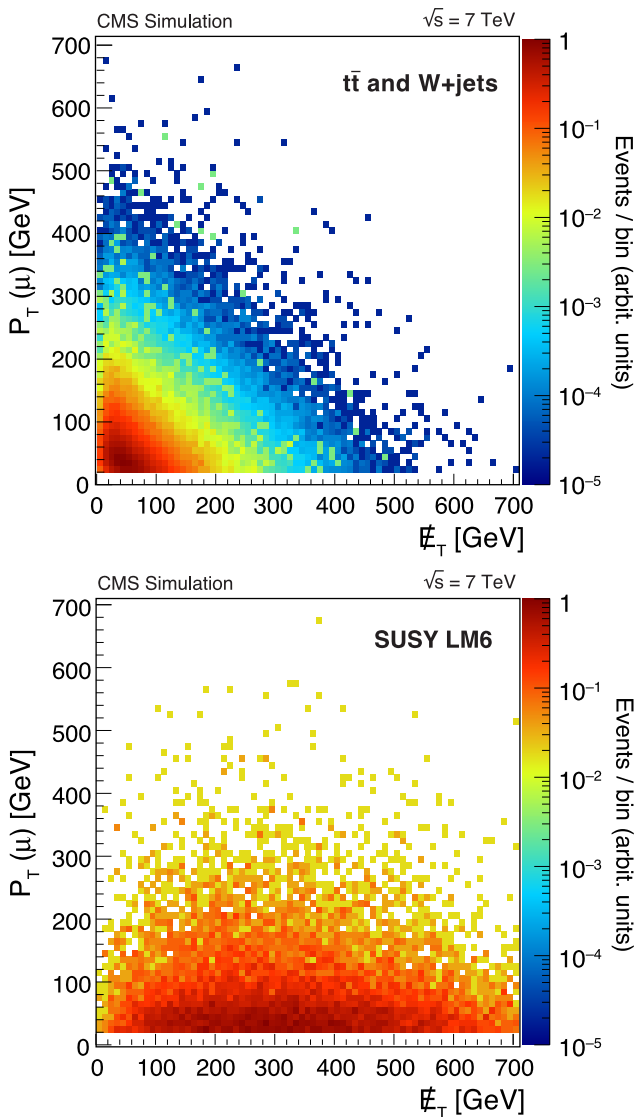 CMS Simulation √s = 7 TeV
tt̄ and W+jets
P_T (μ) [GeV]
700
600
500
400
300
200
100
0
0 100 200 300 400 500 600 700
E̸_T [GeV]
1
10⁻¹
10⁻²
10⁻³
10⁻⁴
10⁻⁵
Events / bin (arbit. units)
CMS Simulation √s = 7 TeV
SUSY LM6
P_T (μ) [GeV]
700
600
500
400
300
200
100
0
0 100 200 300 400 500 600 700
E̸_T [GeV]
1
10⁻¹
10⁻²
10⁻³
10⁻⁴
10⁻⁵
Events / bin (arbit. units)